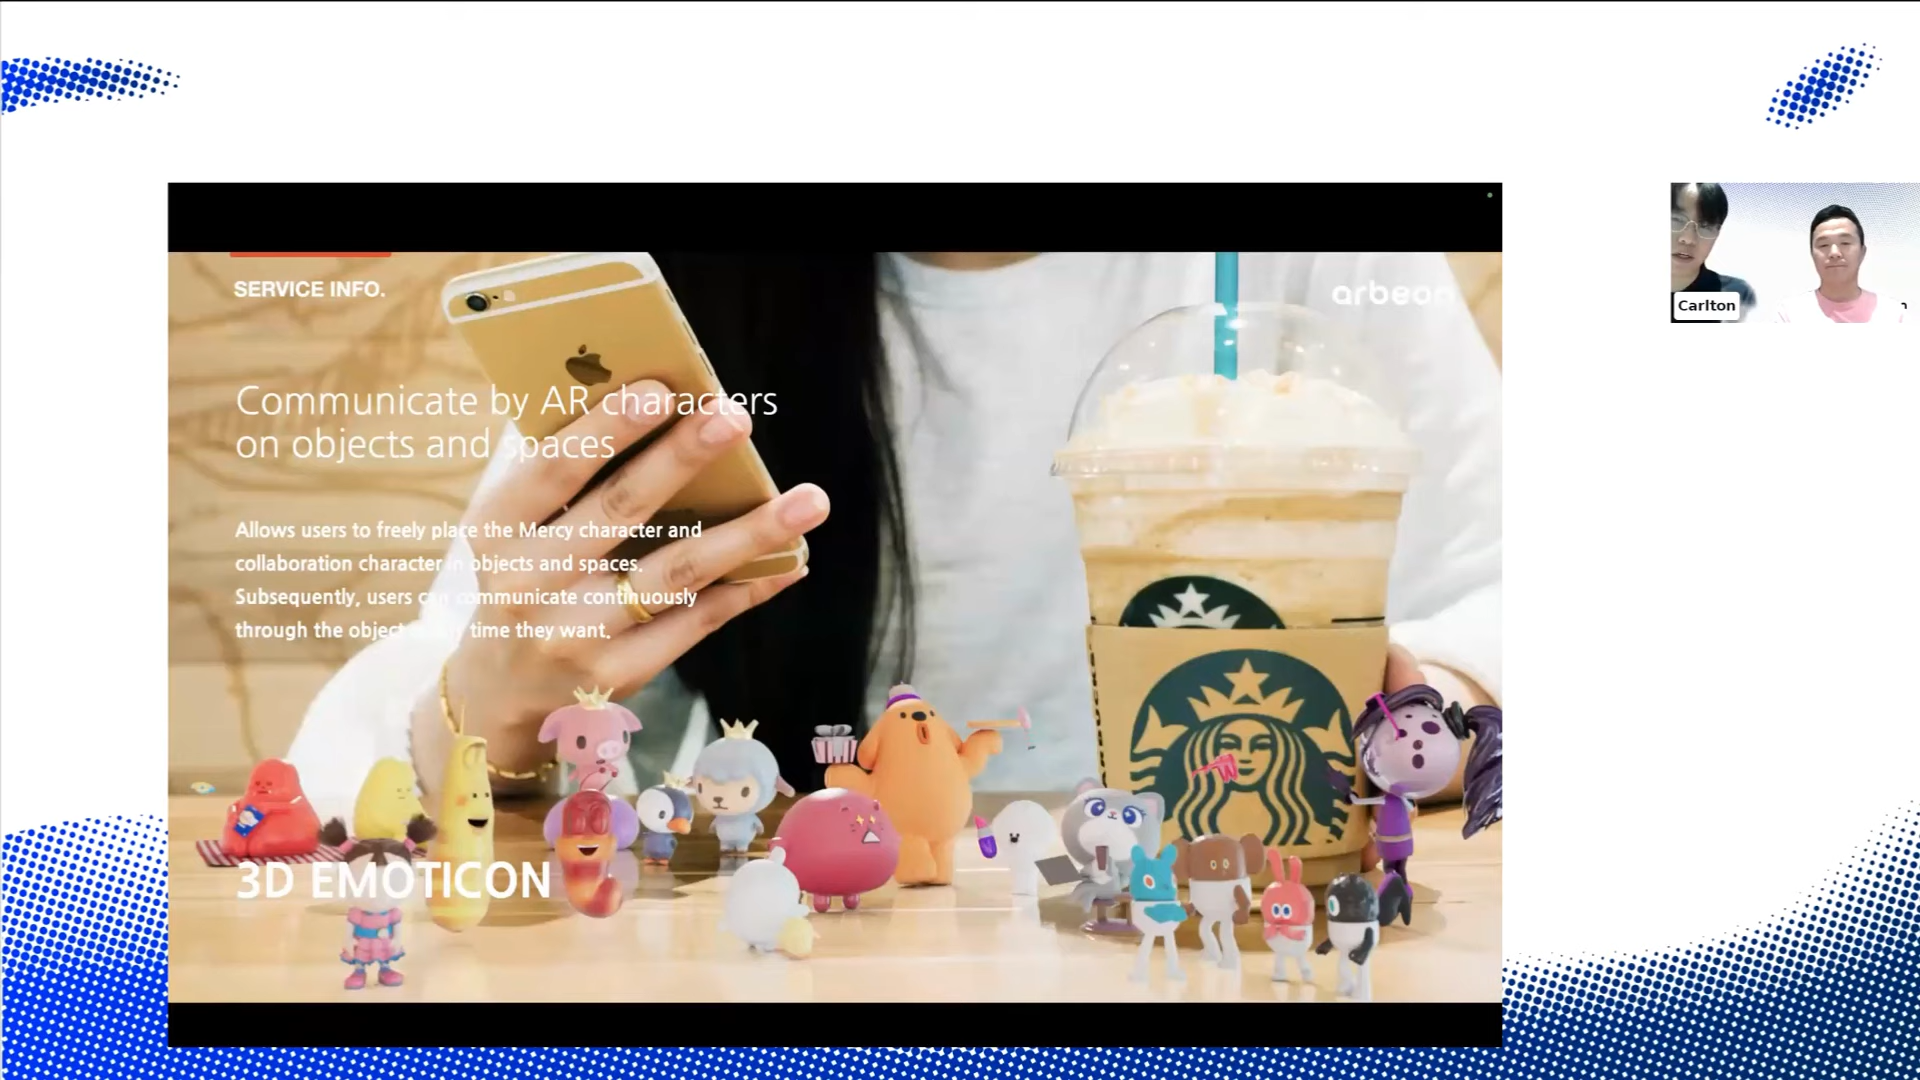 SERVICE INFO.
arbeon
Communicate by AR characters
on objects and spaces
Allows users to freely place the Mercy character and
collaboration character in objects and spaces.
Subsequently, users can communicate continuously
through the object time they want.
3D EMOTICON
Carlton